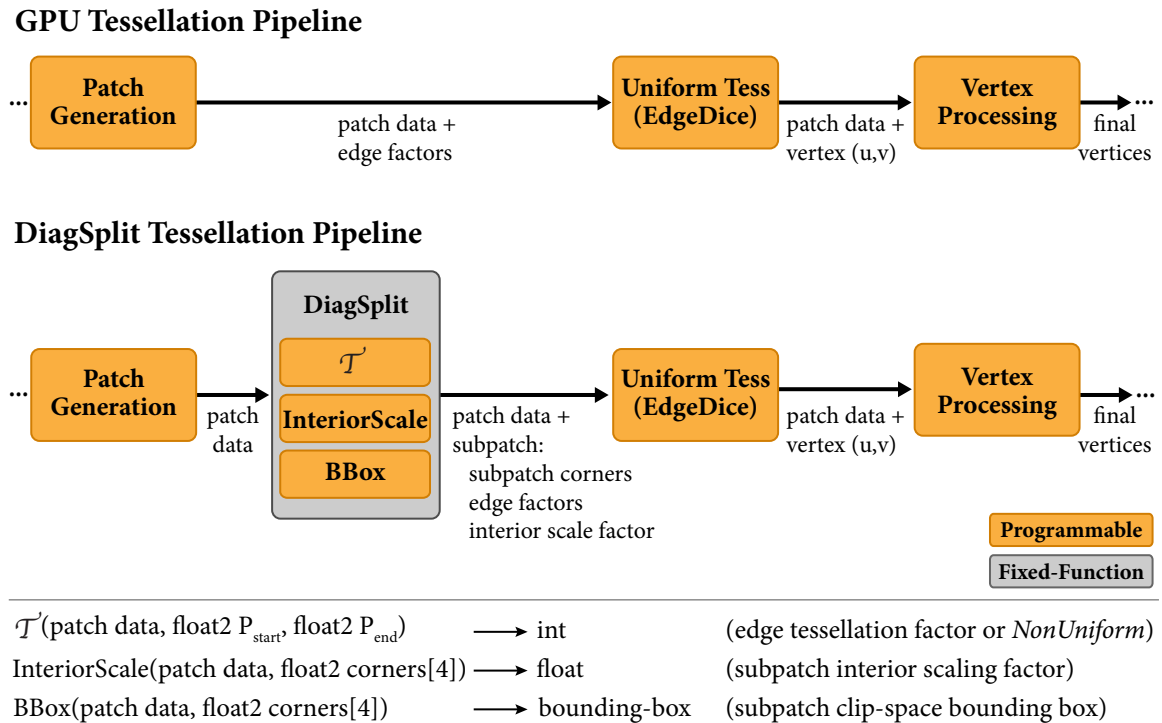 GPU Tessellation Pipeline
...
Patch
Generation
patch data +
edge factors
Uniform Tess
(EdgeDice)
patch data +
vertex (u,v)
Vertex
Processing
final
vertices
...
DiagSplit Tessellation Pipeline
...
Patch
Generation
patch
data
DiagSplit
𝒯
InteriorScale
BBox
patch data +
subpatch:
subpatch corners
edge factors
interior scale factor
Uniform Tess
(EdgeDice)
patch data +
vertex (u,v)
Vertex
Processing
final
vertices
...
Programmable
Fixed-Function
𝒯(patch data, float2 P_start, float2 P_end) → int (edge tessellation factor or NonUniform)
InteriorScale(patch data, float2 corners[4]) → float (subpatch interior scaling factor)
BBox(patch data, float2 corners[4]) → bounding-box (subpatch clip-space bounding box)